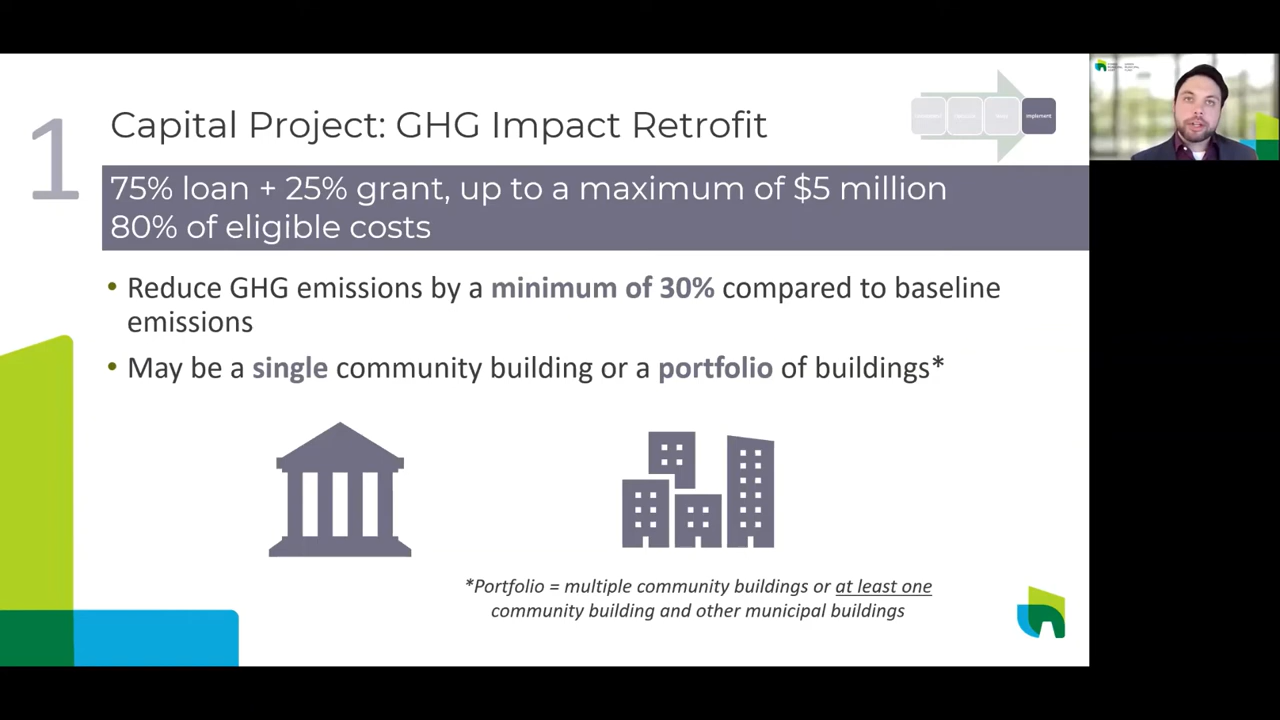 1
Capital Project: GHG Impact Retrofit
implement
75% loan + 25% grant, up to a maximum of $5 million
80% of eligible costs
• Reduce GHG emissions by a minimum of 30% compared to baseline
emissions
• May be a single community building or a portfolio of buildings*
*Portfolio = multiple community buildings or at least one
community building and other municipal buildings